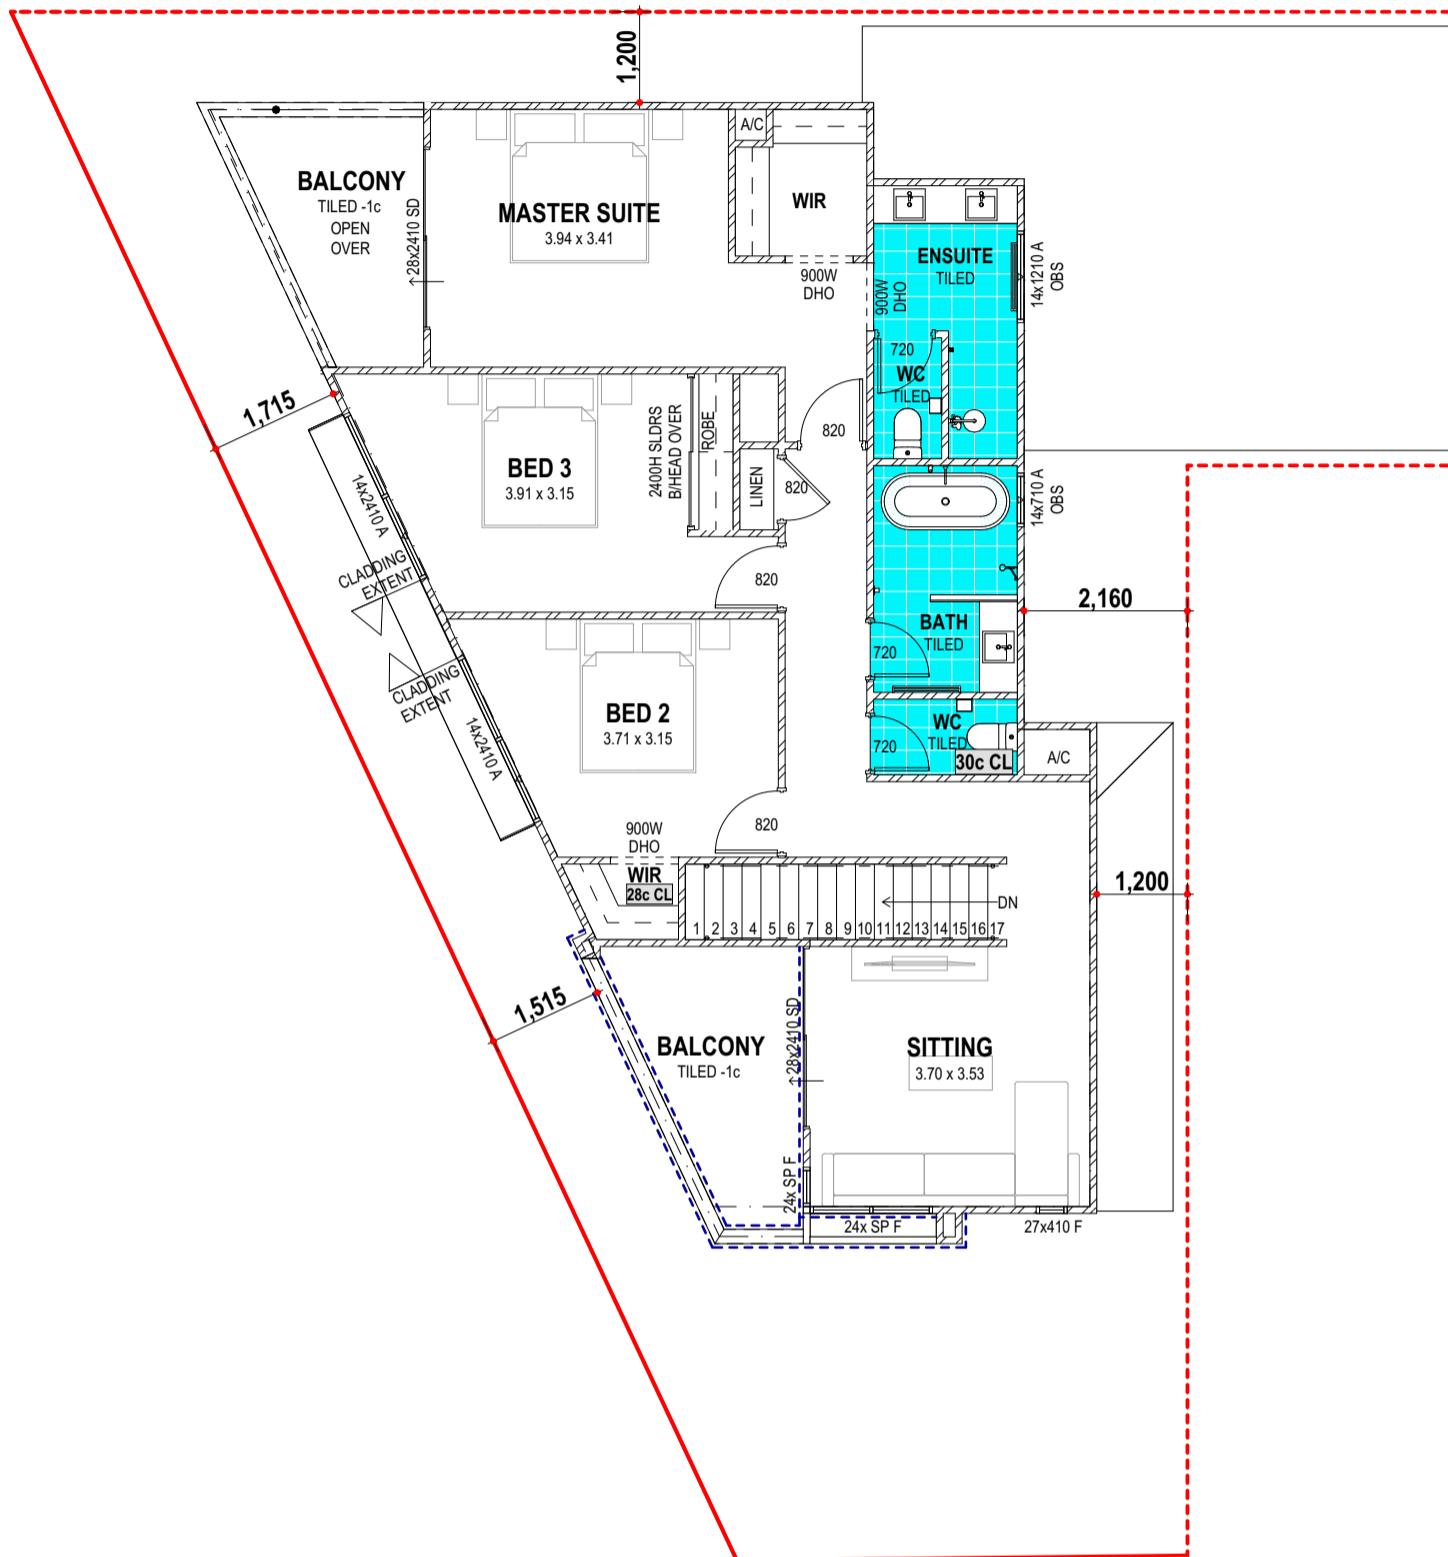 1,200
BALCONY
TILED -1c
OPEN
OVER
28x2410 SD
MASTER SUITE
3.94 x 3.41
A/C
WIR
900W
DHO
900W
DHO
ENSUITE
TILED
14x1210 A
OBS
720
WC
TILED
1,715
BED 3
3.91 x 3.15
2400H SLDRS
B/HEAD OVER
ROBE
LINEN
820
820
820
14x710 A
OBS
14x2410 A
CLADDING
EXTENT
CLADDING
EXTENT
14x2410 A
BATH
TILED
720
2,160
BED 2
3.71 x 3.15
WC
TILED
720
30c CL
A/C
820
900W
DHO
WIR
28c CL
1 2 3 4 5 6 7 8 9 10 11 12 13 14 15 16 17
DN
1,200
1,515
BALCONY
TILED -1c
28x2410 SD
SITTING
3.70 x 3.53
24x SP F
24x SP F
27x410 F